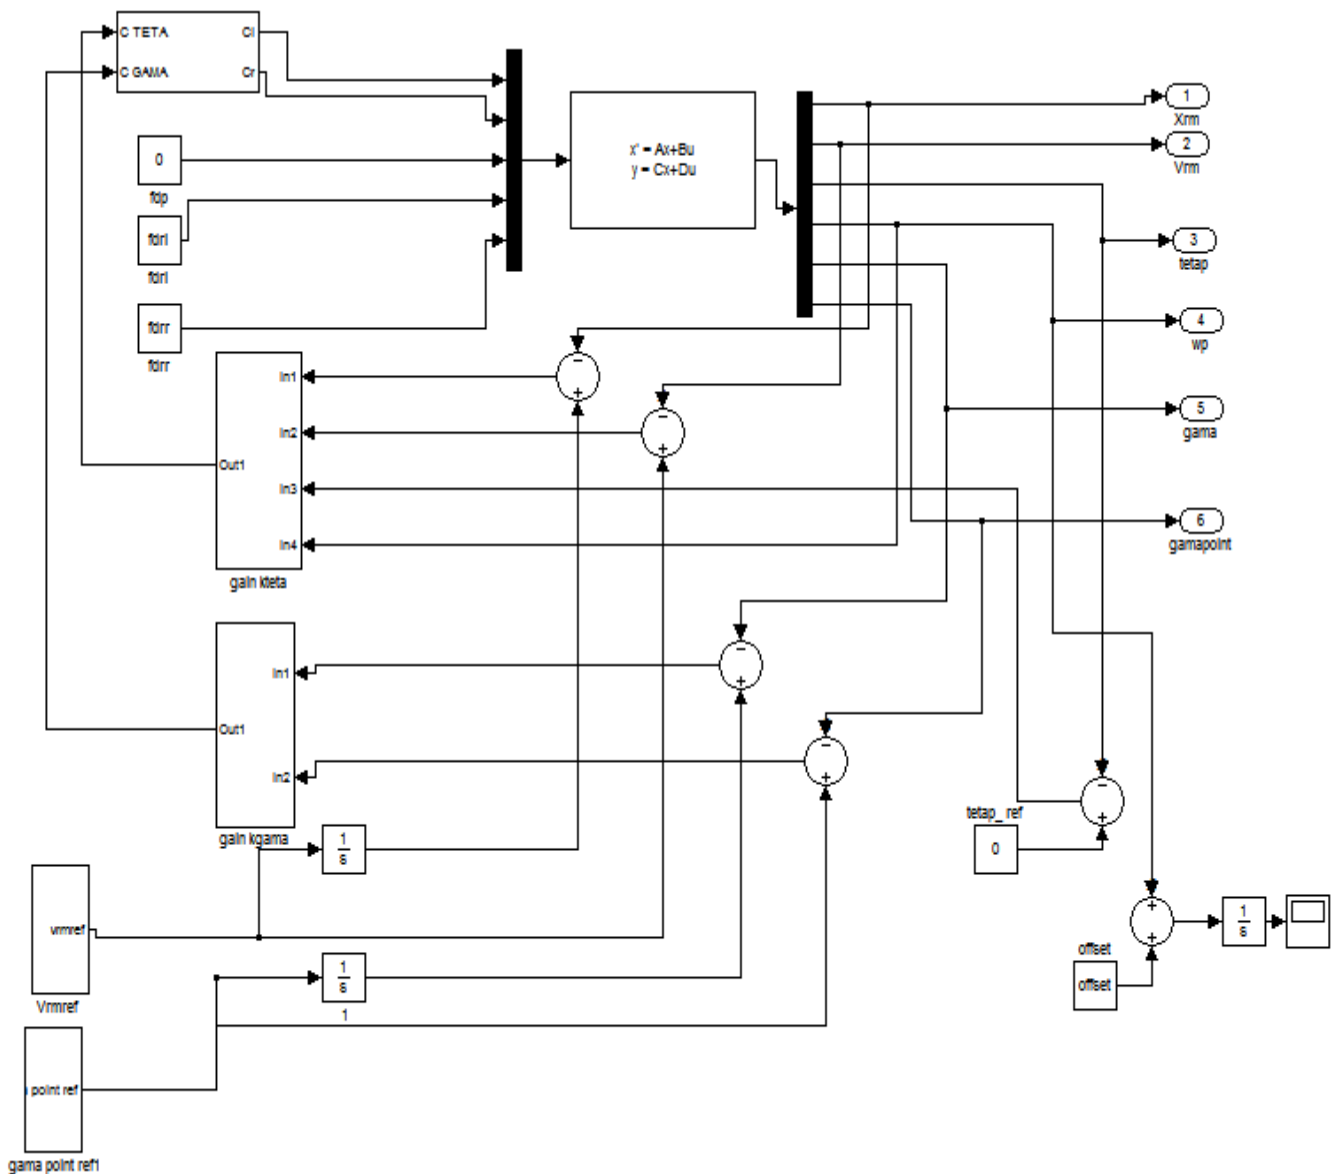 C TETA
Cl
C GAMA
Cr
0
fdp
fdrl
fdrl
fdrr
fdrr
x' = Ax+Bu
y = Cx+Du
1
Xrm
2
Vrm
3
tetap
4
wp
5
gama
6
gamapoint
−
+
−
+
In1
In2
Out1
In3
In4
gain kteta
−
+
In1
Out1
In2
gain kgama
−
+
−
+
tetap_ ref
0
1
s
vrmref
Vrmref
+
+
1
s
offset
offset
1
s
1
point ref
gama point ref1